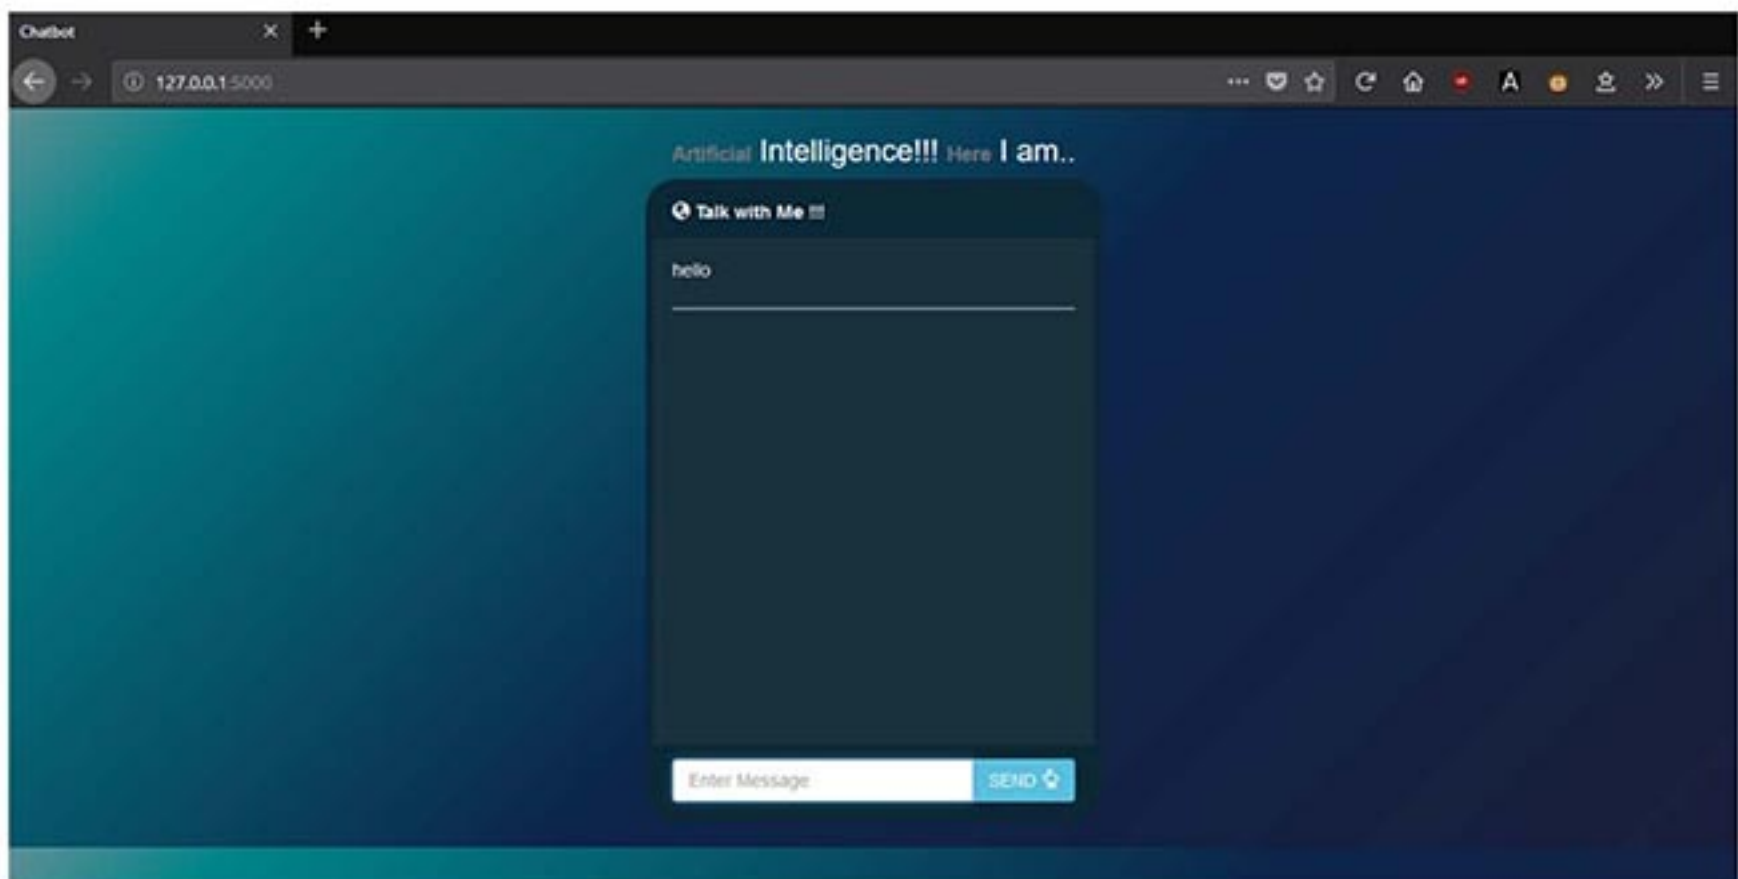 Chatbot
127.0.0.1:5000
A
Artificial Intelligence!!! Here I am..
Talk with Me !!!
hello
Enter Message
SEND